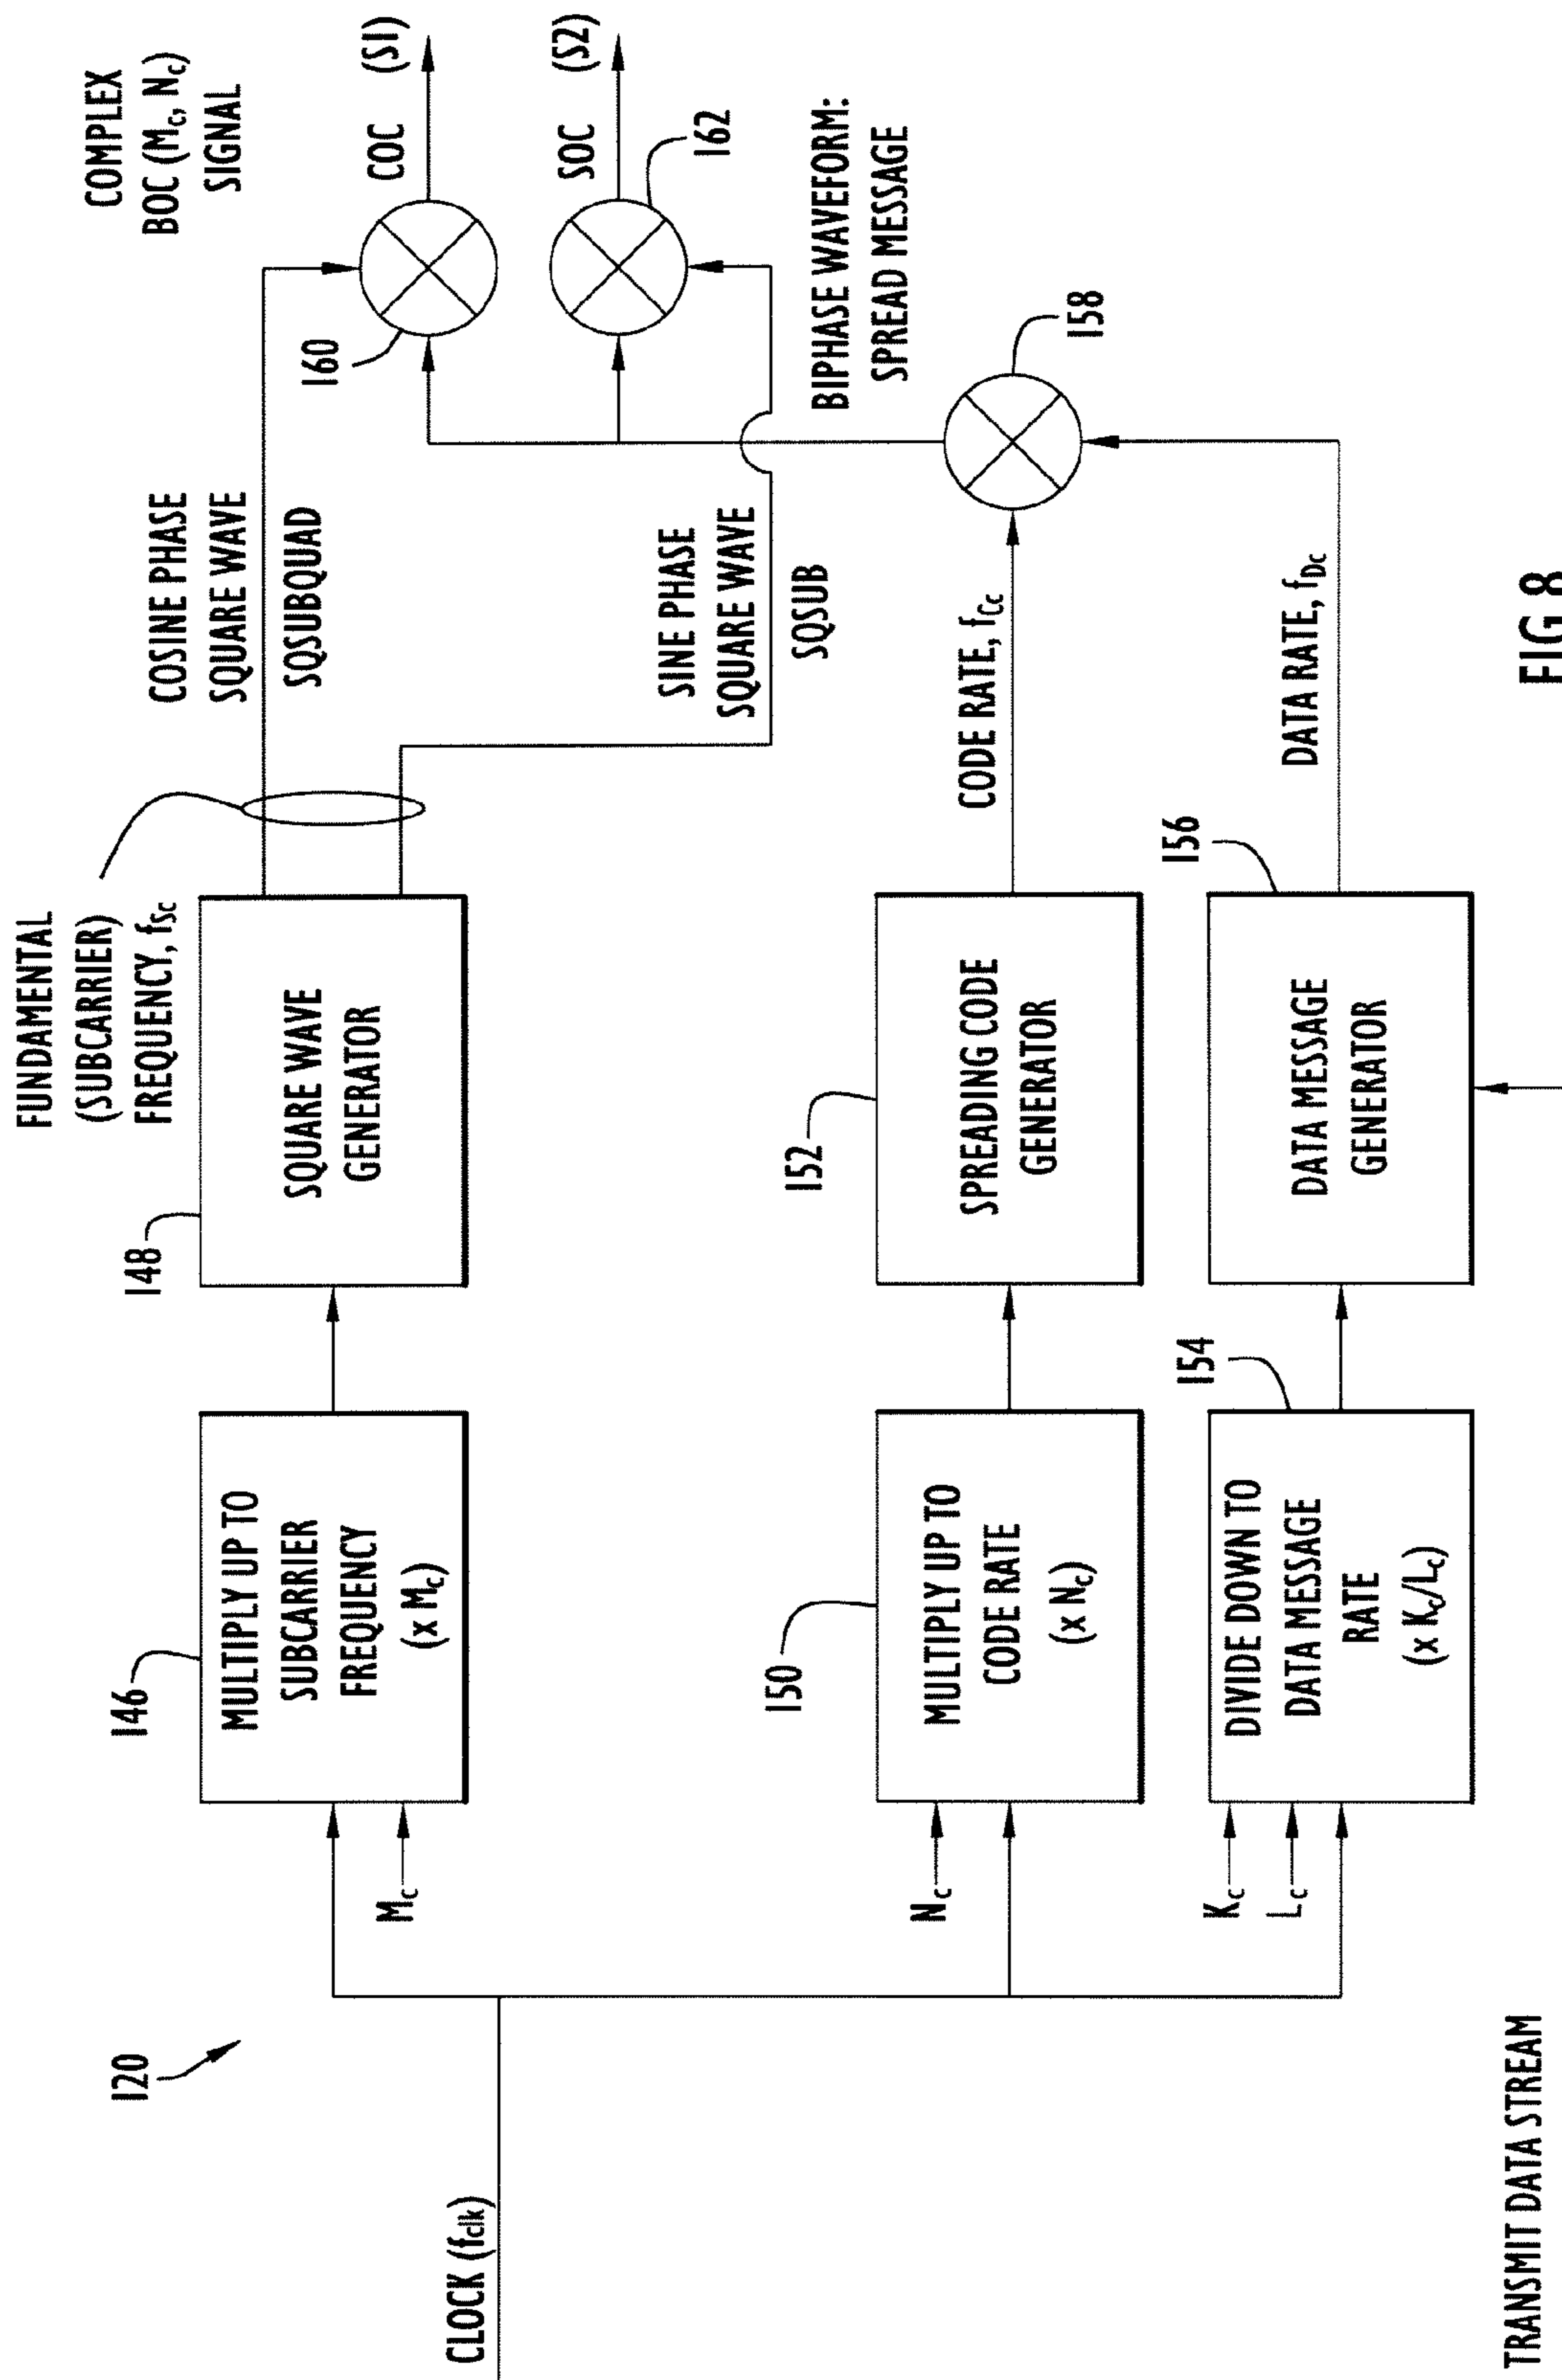 120
CLOCK (fclk)
TRANSMIT DATA STREAM
146
MULTIPLY UP TO
SUBCARRIER
FREQUENCY
(x Mc)
Mc
148
SQUARE WAVE
GENERATOR
FUNDAMENTAL
(SUBCARRIER)
FREQUENCY, fSc
COSINE PHASE
SQUARE WAVE
SQSUBQUAD
SINE PHASE
SQUARE WAVE
SQSUB
COMPLEX
BOC (Mc, Nc)
SIGNAL
160
COC (S1)
SOC (S2)
162
150
MULTIPLY UP TO
CODE RATE
(x Nc)
Nc
152
SPREADING CODE
GENERATOR
CODE RATE, fCc
BIPHASE WAVEFORM:
SPREAD MESSAGE
158
154
DIVIDE DOWN TO
DATA MESSAGE
RATE
(x Kc/Lc)
Kc
Lc
156
DATA MESSAGE
GENERATOR
DATA RATE, fDc
FIG.8